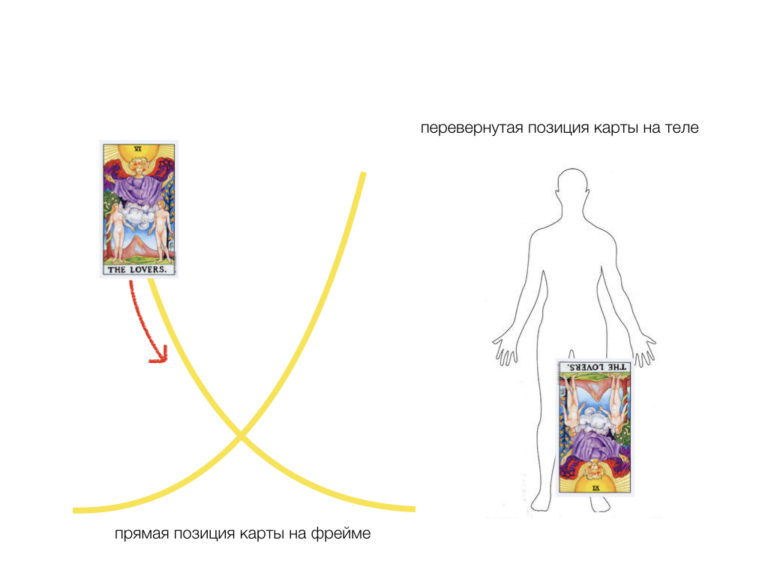 перевернутая позиция карты на теле
VI
THE LOVERS.
THE LOVERS.
VI
прямая позиция карты на фрейме